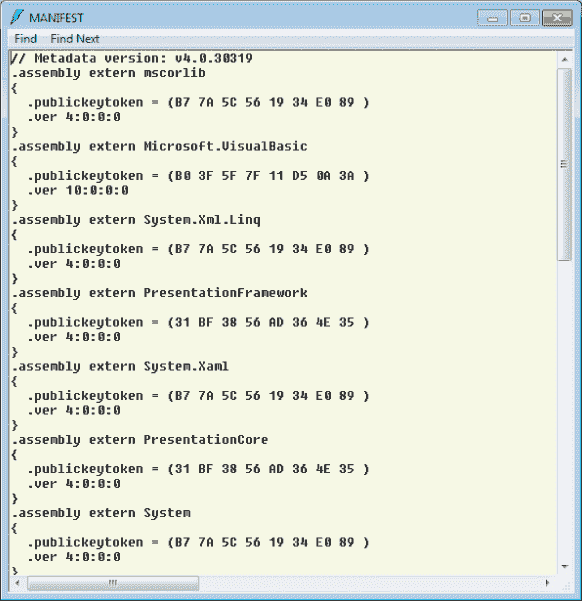 MANIFEST
Find Find Next
// Metadata version: v4.0.30319
.assembly extern mscorlib
{
  .publickeytoken = (B7 7A 5C 56 19 34 E0 89 )
  .ver 4:0:0:0
}
.assembly extern Microsoft.VisualBasic
{
  .publickeytoken = (B0 3F 5F 7F 11 D5 0A 3A )
  .ver 10:0:0:0
}
.assembly extern System.Xml.Linq
{
  .publickeytoken = (B7 7A 5C 56 19 34 E0 89 )
  .ver 4:0:0:0
}
.assembly extern PresentationFramework
{
  .publickeytoken = (31 BF 38 56 AD 36 4E 35 )
  .ver 4:0:0:0
}
.assembly extern System.Xaml
{
  .publickeytoken = (B7 7A 5C 56 19 34 E0 89 )
  .ver 4:0:0:0
}
.assembly extern PresentationCore
{
  .publickeytoken = (31 BF 38 56 AD 36 4E 35 )
  .ver 4:0:0:0
}
.assembly extern System
{
  .publickeytoken = (B7 7A 5C 56 19 34 E0 89 )
  .ver 4:0:0:0
}